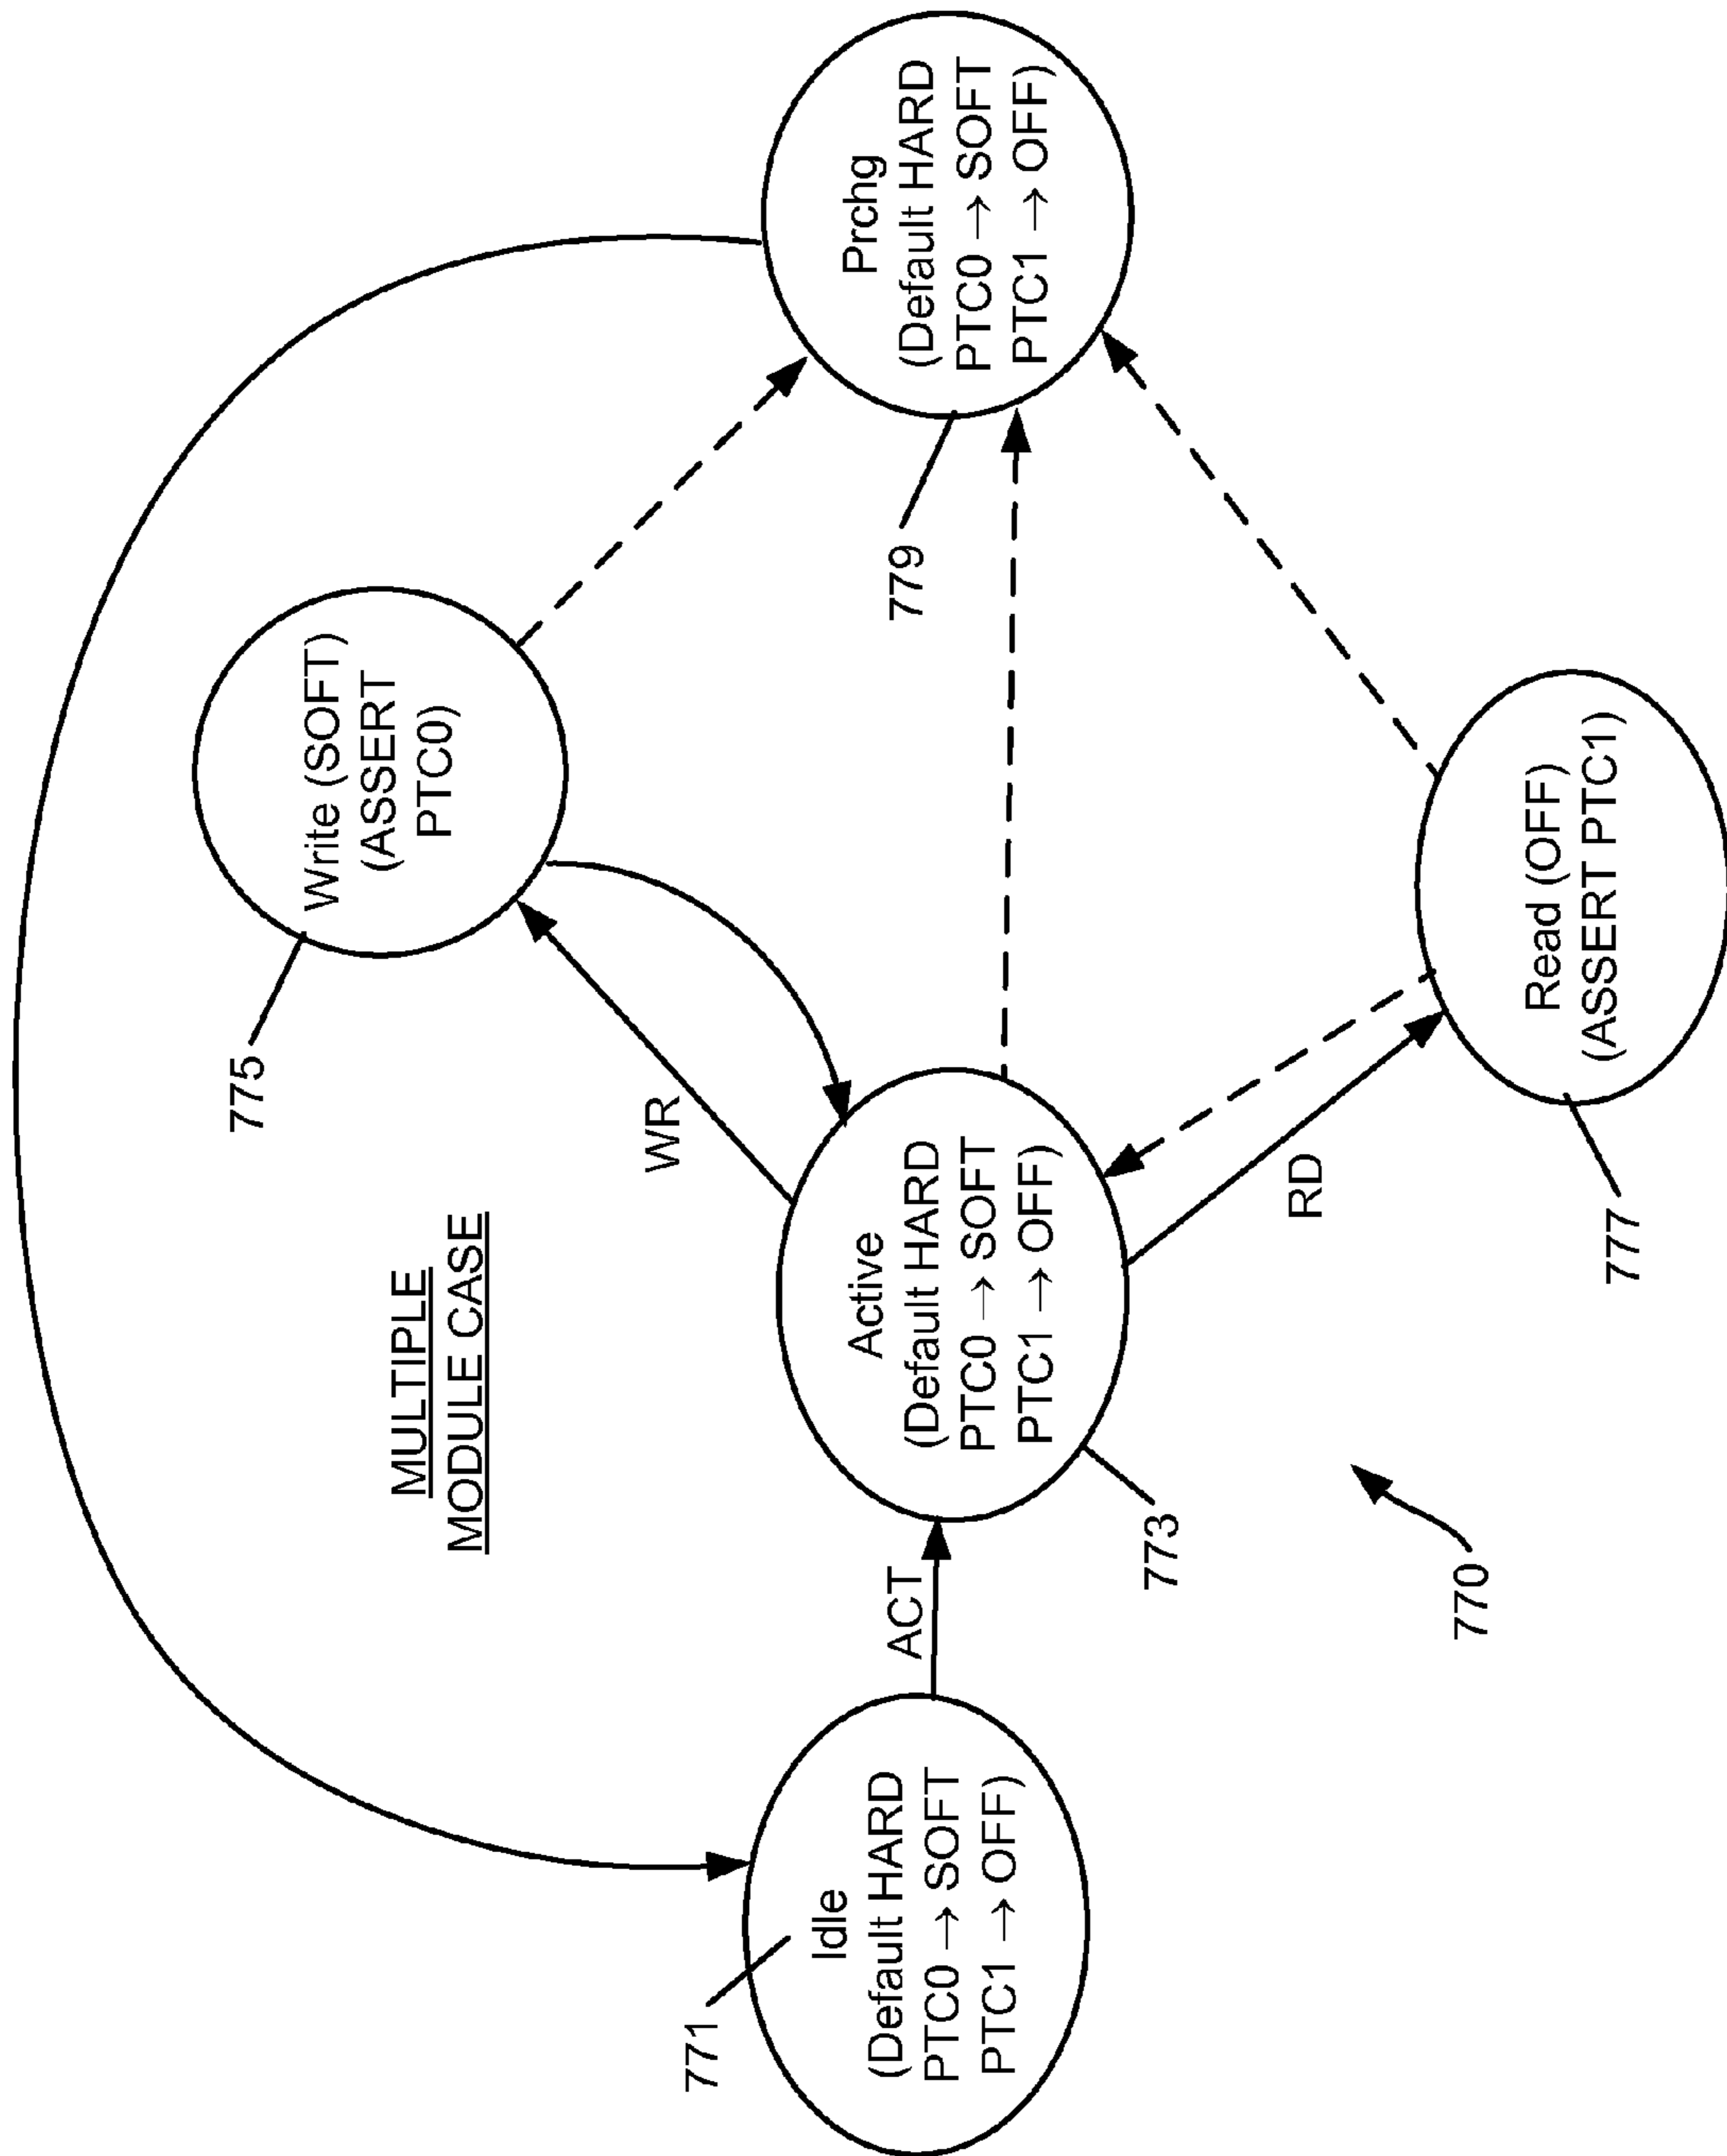 MULTIPLE
MODULE CASE
771
Idle
(Default HARD
PTC0 → SOFT
PTC1 → OFF)
ACT
773
Active
(Default HARD
PTC0 → SOFT
PTC1 → OFF)
WR
775
Write (SOFT)
(ASSERT
PTC0)
RD
777
Read (OFF)
(ASSERT PTC1)
779
Prchg
(Default HARD
PTC0 → SOFT
PTC1 → OFF)
770